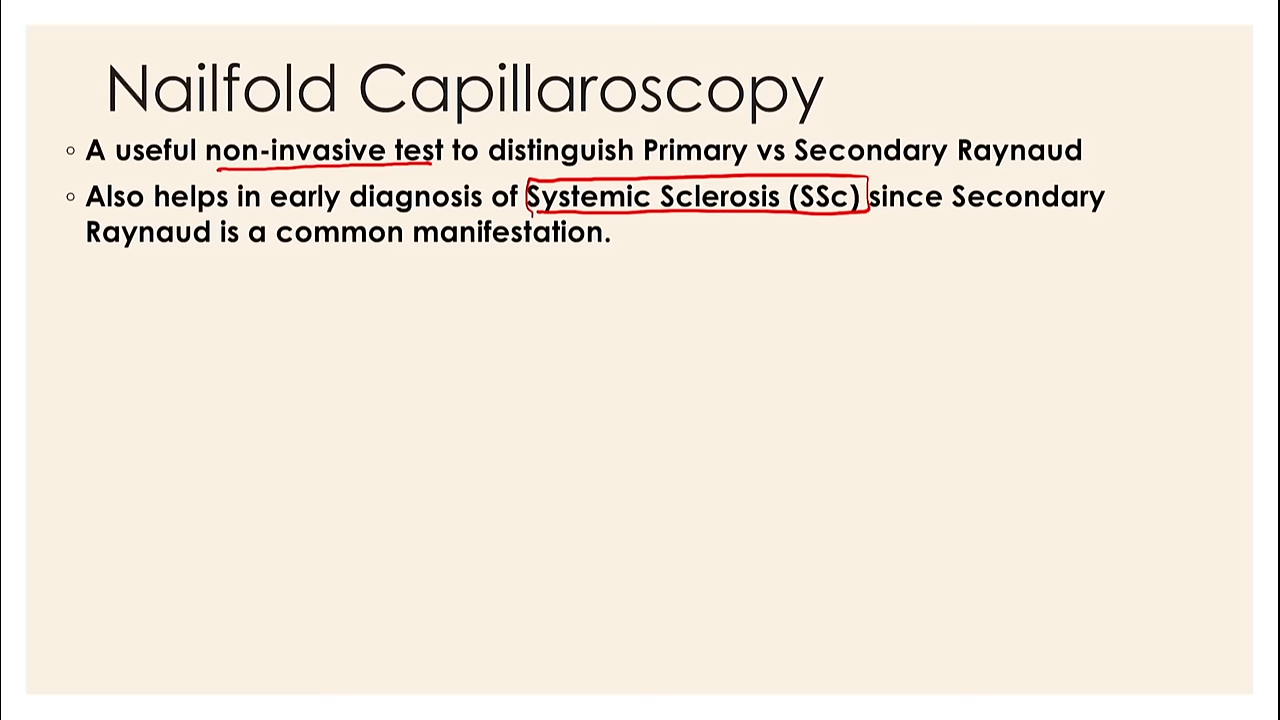 Nailfold Capillaroscopy
◦ A useful non-invasive test to distinguish Primary vs Secondary Raynaud
◦ Also helps in early diagnosis of Systemic Sclerosis (SSc) since Secondary
Raynaud is a common manifestation.